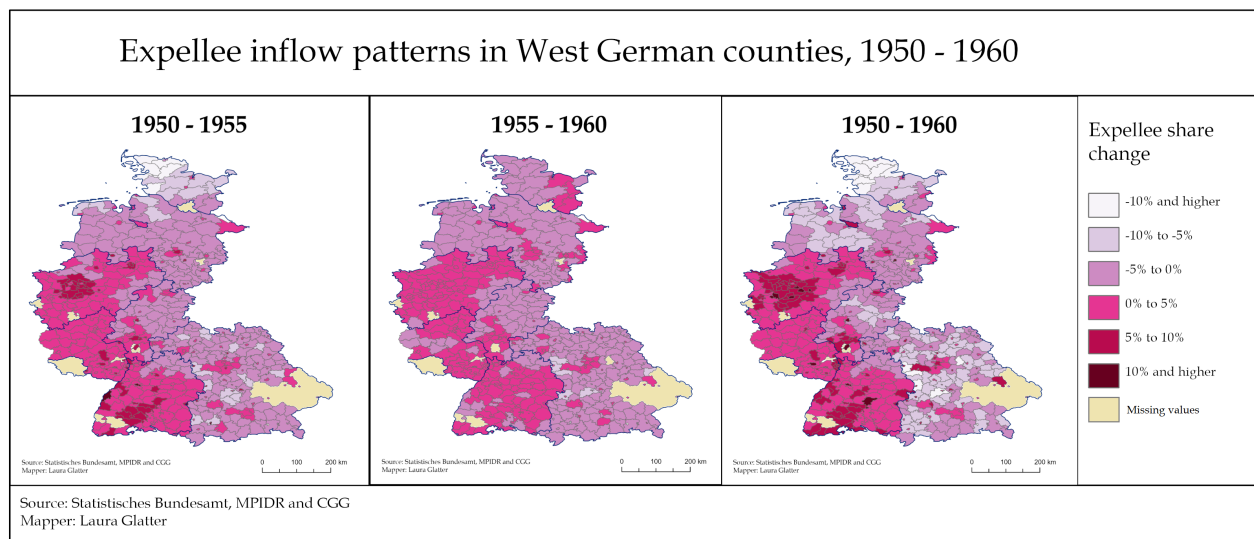 Expellee inflow patterns in West German counties, 1950 - 1960
1950 - 1955
Source: Statistisches Bundesamt, MPIDR and CGG
Mapper: Laura Glatter
0 100 200 km
1955 - 1960
Source: Statistisches Bundesamt, MPIDR and CGG
Mapper: Laura Glatter
0 100 200 km
1950 - 1960
Source: Statistisches Bundesamt, MPIDR and CGG
Mapper: Laura Glatter
0 100 200 km
Expellee share
change
-10% and higher
-10% to -5%
-5% to 0%
0% to 5%
5% to 10%
10% and higher
Missing values
Source: Statistisches Bundesamt, MPIDR and CGG
Mapper: Laura Glatter